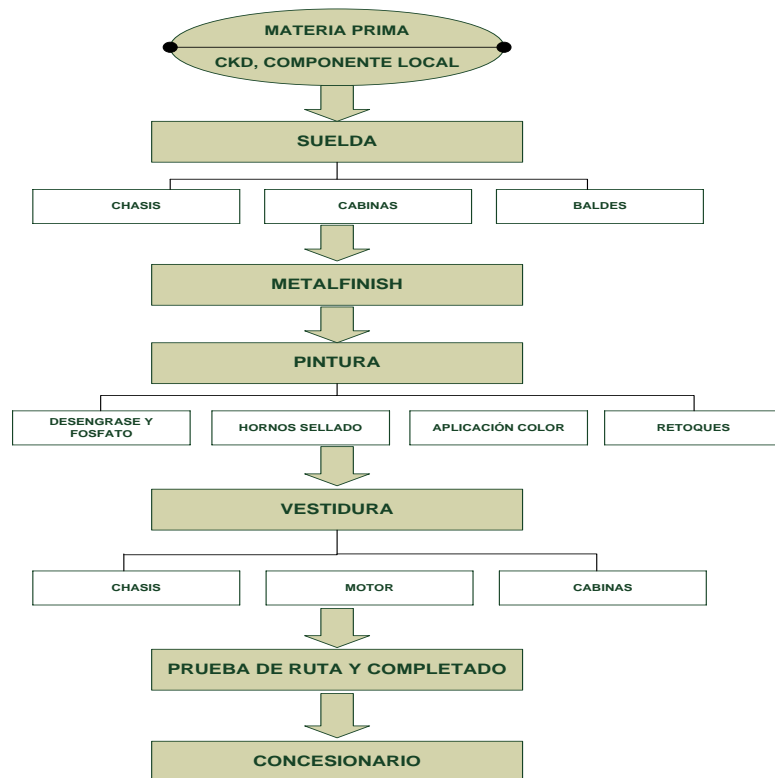 MATERIA PRIMA
CKD, COMPONENTE LOCAL
SUELDA
CHASIS
CABINAS
BALDES
METALFINISH
PINTURA
DESENGRASE Y
FOSFATO
HORNOS SELLADO
APLICACIÓN COLOR
RETOQUES
VESTIDURA
CHASIS
MOTOR
CABINAS
PRUEBA DE RUTA Y COMPLETADO
CONCESIONARIO